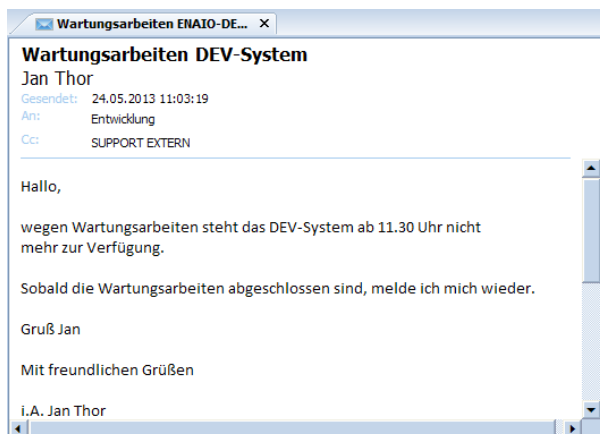 Wartungsarbeiten ENAIO-DE... X
Wartungsarbeiten DEV-System
Jan Thor
Gesendet: 24.05.2013 11:03:19
An: Entwicklung
Cc: SUPPORT EXTERN
Hallo,
wegen Wartungsarbeiten steht das DEV-System ab 11.30 Uhr nicht
mehr zur Verfügung.
Sobald die Wartungsarbeiten abgeschlossen sind, melde ich mich wieder.
Gruß Jan
Mit freundlichen Grüßen
i.A. Jan Thor